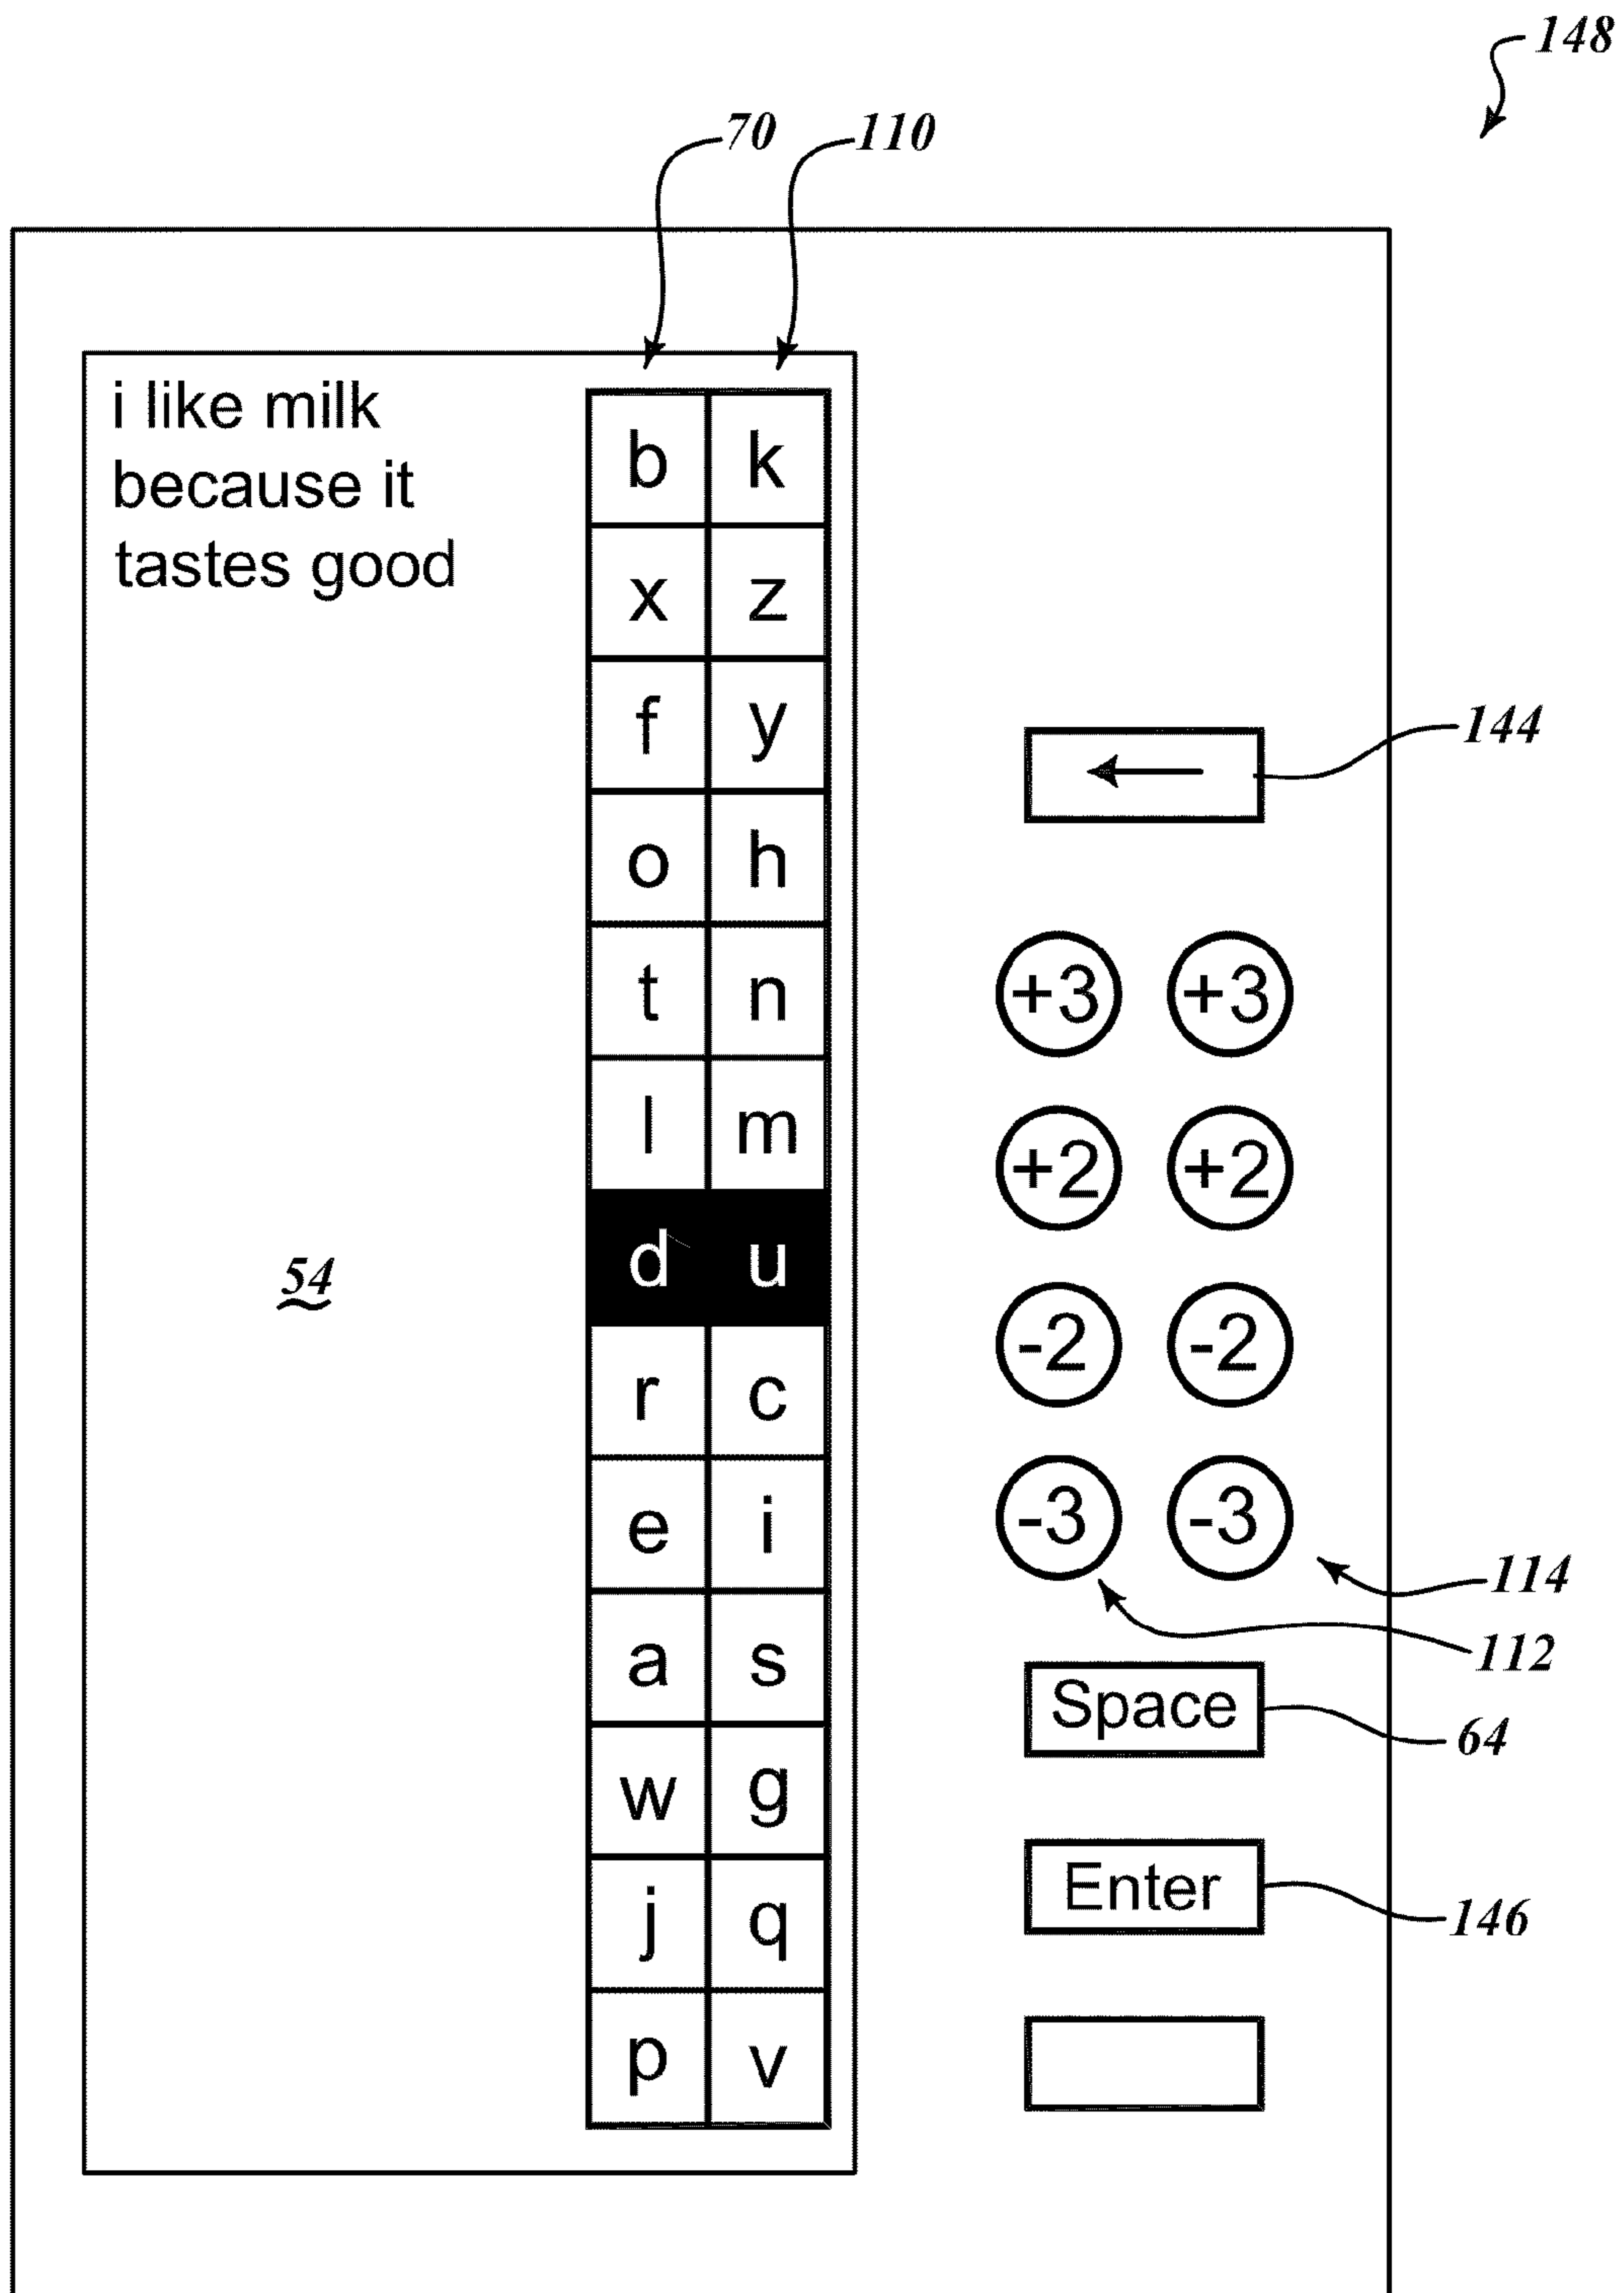 148
70 110
i like milk
because it
tastes good
b k
x z
f y
o h
t n
l m
d u
r c
e i
a s
w g
j q
p v
54
144
+3 +3
+2 +2
-2 -2
-3 -3
114
112
Space
64
Enter
146